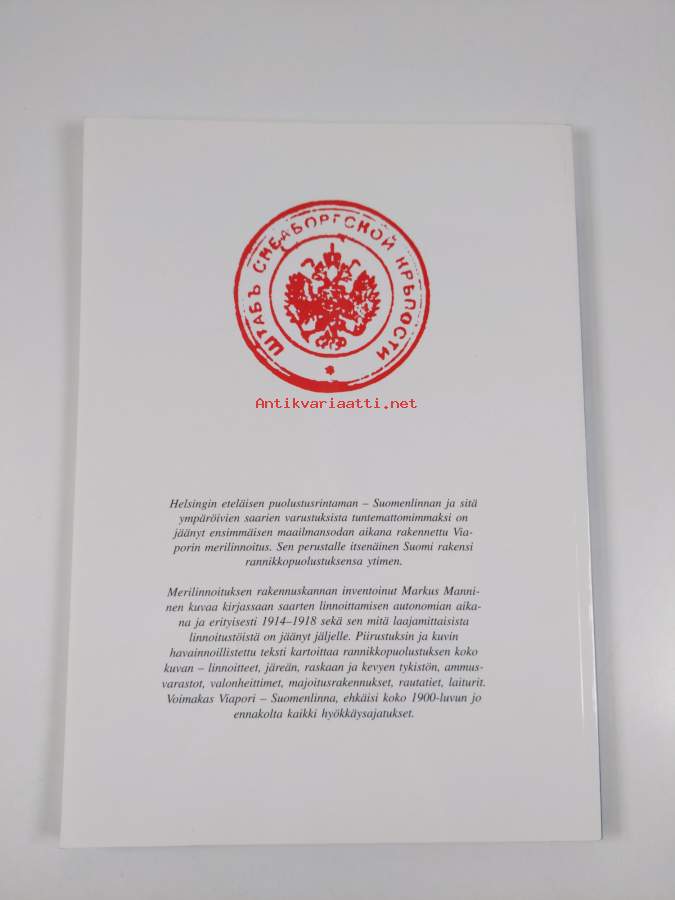 ШТАБЪ СВЕАБОРГСКОЙ КРѢПОСТИ
Antikvariaatti.net
Helsingin eteläisen puolustusrintaman – Suomenlinnan ja sitä
ympäröivien saarien varustuksista tuntemattomimmaksi on
jäänyt ensimmäisen maailmansodan aikana rakennettu Via-
porin merilinnoitus. Sen perustalle itsenäinen Suomi rakensi
rannikkopuolustuksensa ytimen.
Merilinnoituksen rakennuskannan inventoinut Markus Manni-
nen kuvaa kirjassaan saarten linnoittamisen autonomian aika-
na ja erityisesti 1914–1918 sekä sen mitä laajamittaisista
linnoitustöistä on jäänyt jäljelle. Piirustuksin ja kuvin
havainnoillistettu teksti kartoittaa rannikkopuolustuksen koko
kuvan – linnoitteet, järeän, raskaan ja kevyen tykistön, ammus-
varastot, valonheittimet, majoitusrakennukset, rautatiet, laiturit.
Voimakas Viapori – Suomenlinna, ehkäisi koko 1900-luvun jo
ennakolta kaikki hyökkäysajatukset.